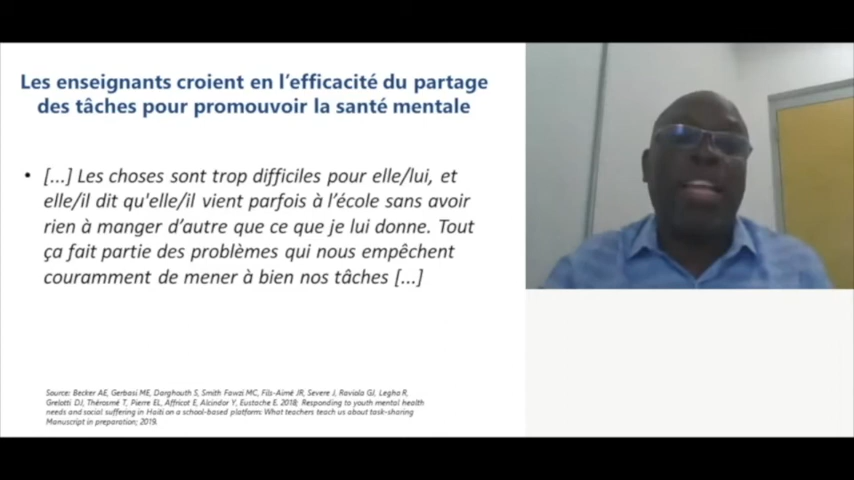 Les enseignants croient en l'efficacité du partage
des tâches pour promouvoir la santé mentale
• [...] Les choses sont trop difficiles pour elle/lui, et
elle/il dit qu'elle/il vient parfois à l'école sans avoir
rien à manger d'autre que ce que je lui donne. Tout
ça fait partie des problèmes qui nous empêchent
couramment de mener à bien nos tâches [...]
Source: Becker AE, Gerbasi ME, Darghouth S, Smith Fawzi MC, Fils-Aimé JR, Severe J, Raviola GJ, Legha R,
Grelotti DJ, Thérosmé T, Pierre EL, Affricot E, Alcindor Y, Eustache E. 2018; Responding to youth mental health
needs and social suffering in Haiti on a school-based platform: What teachers teach us about task-sharing
Manuscript in preparation; 2019.